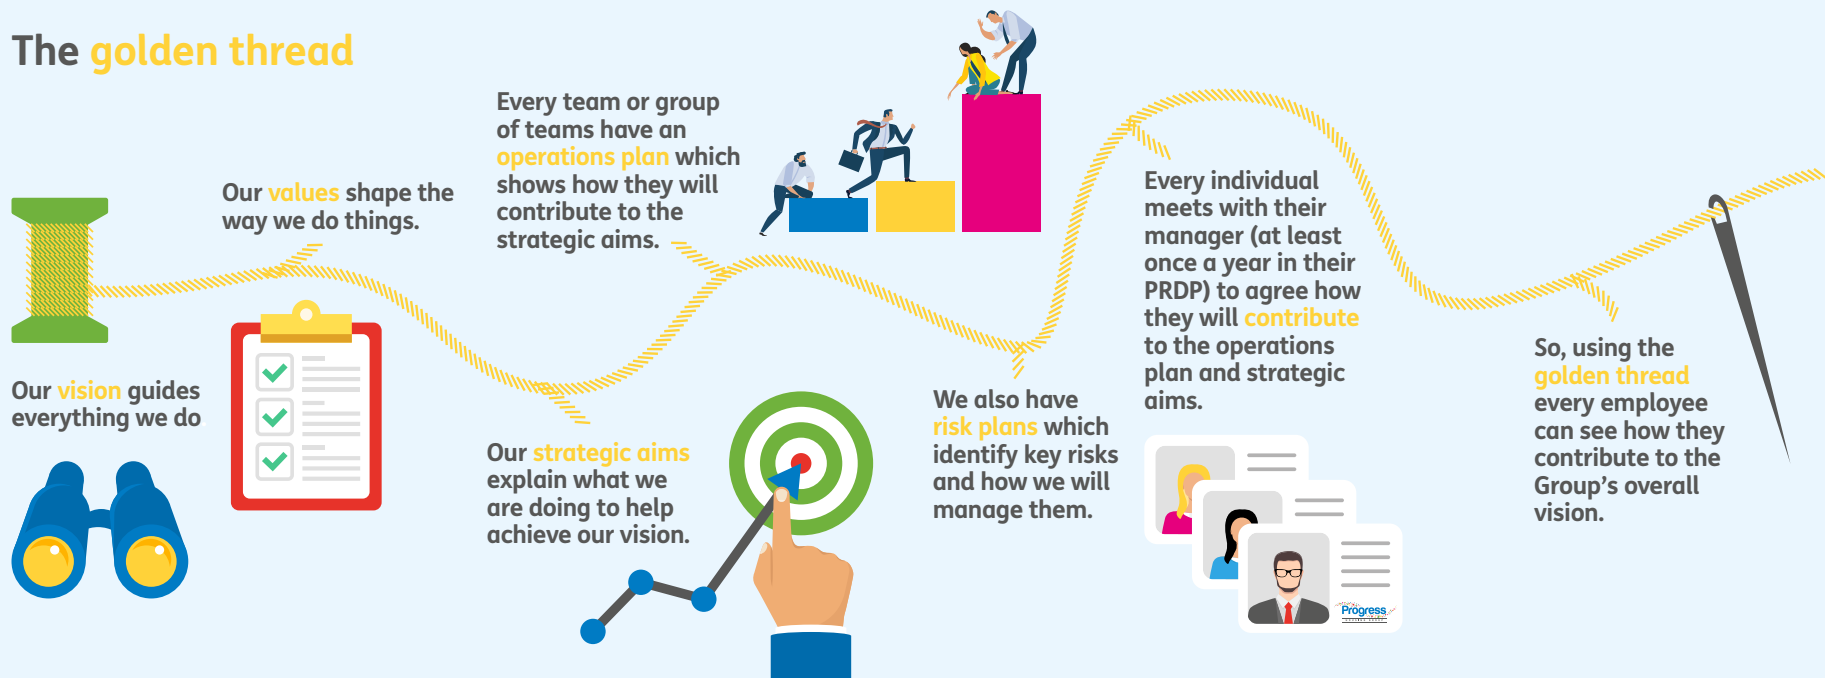 The golden thread
Our vision guides
everything we do
Our values shape the
way we do things.
Our strategic aims
explain what we
are doing to help
achieve our vision.
Every team or group
of teams have an
operations plan which
shows how they will
contribute to the
strategic aims.
We also have
risk plans which
identify key risks
and how we will
manage them.
Every individual
meets with their
manager (at least
once a year in their
PRDP) to agree how
they will contribute
to the operations
plan and strategic
aims.
Progress
So, using the
golden thread
every employee
can see how they
contribute to the
Group's overall
vision.